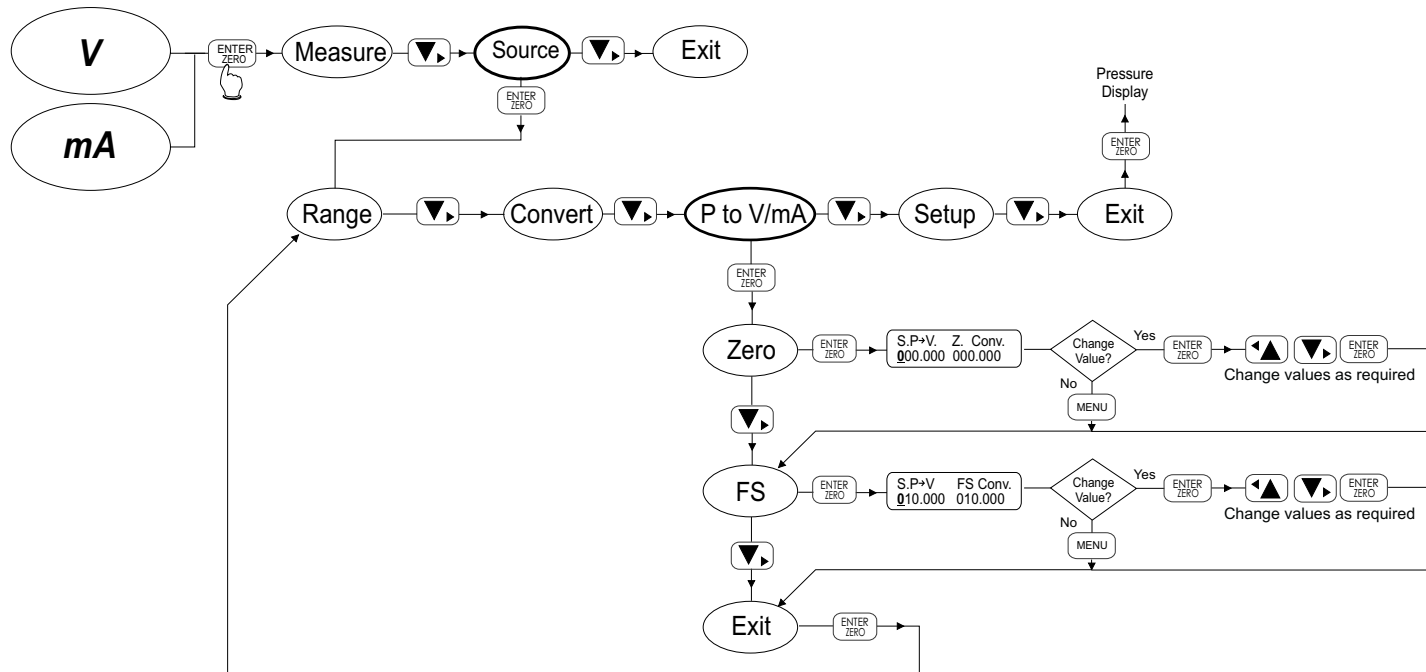 V
ENTER
ZERO
Measure
Source
Exit
mA
ENTER
ZERO
Pressure
Display
ENTER
ZERO
Range
Convert
P to V/mA
Setup
Exit
ENTER
ZERO
Zero
ENTER
ZERO
S.P→V. Z. Conv.
000.000 000.000
Change
Value?
Yes
ENTER
ZERO
Change values as required
No
MENU
FS
ENTER
ZERO
S.P→V FS Conv.
010.000 010.000
Change
Value?
Yes
ENTER
ZERO
ENTER
ZERO
Change values as required
No
MENU
Exit
ENTER
ZERO